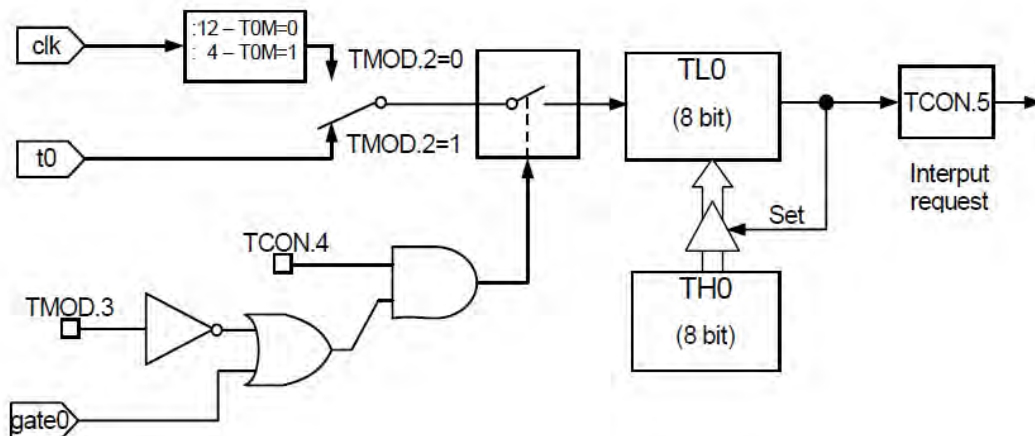 clk
:12 – T0M=0
: 4 – T0M=1
TMOD.2=0
TMOD.2=1
t0
TL0
(8 bit)
TCON.5
Interput
request
Set
TCON.4
TH0
(8 bit)
TMOD.3
gate0